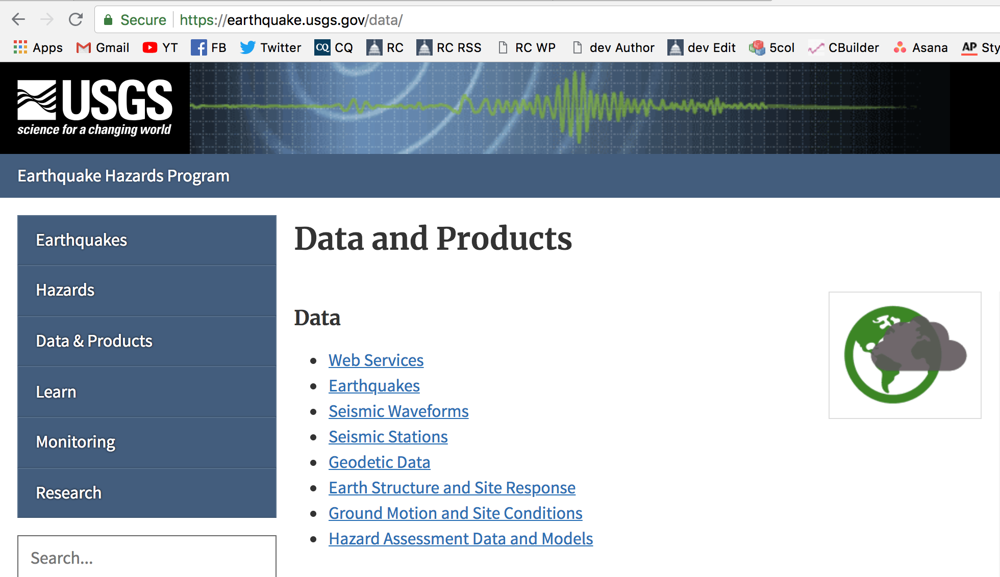 Secure https://earthquake.usgs.gov/data/
Apps Gmail YT FB Twitter CQ CQ RC RC RSS RC WP dev Author dev Edit 5col CBuilder Asana AP Sty
USGS
science for a changing world
Earthquake Hazards Program
Earthquakes
Hazards
Data & Products
Learn
Monitoring
Research
Search...
Data and Products
Data
Web Services
Earthquakes
Seismic Waveforms
Seismic Stations
Geodetic Data
Earth Structure and Site Response
Ground Motion and Site Conditions
Hazard Assessment Data and Models